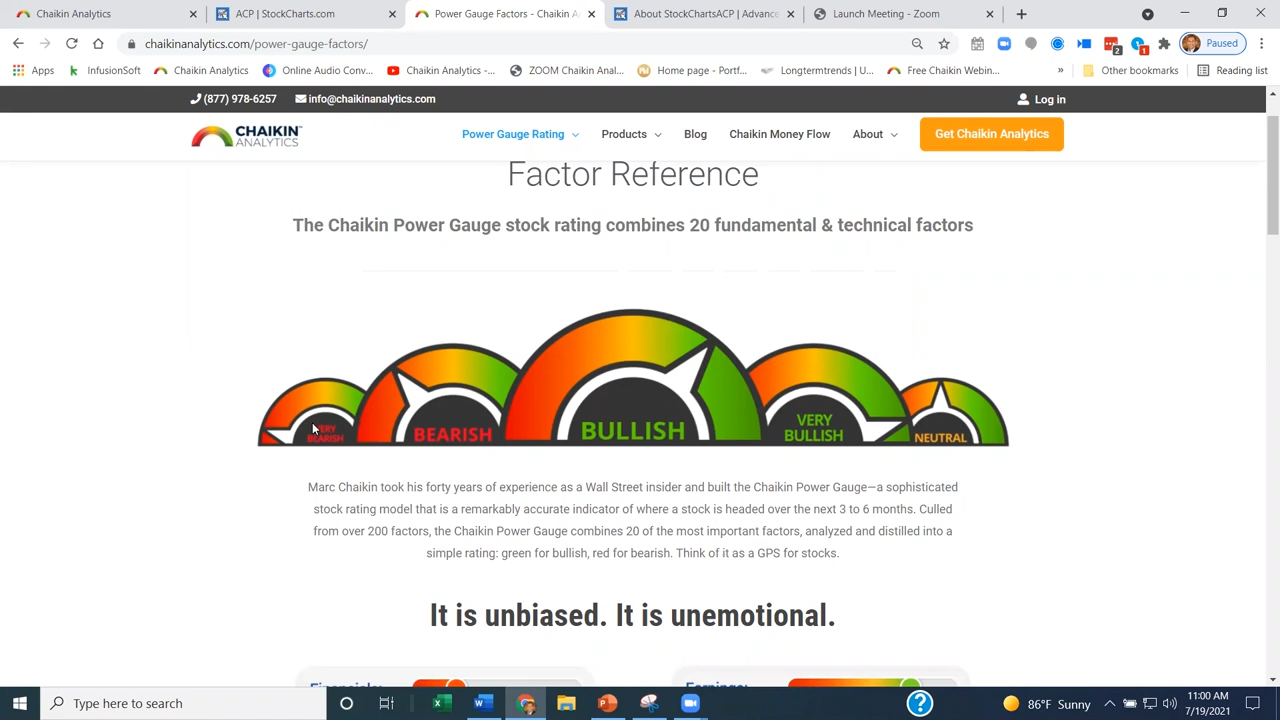 Chaikin Analytics
ACP | StockCharts.com
Power Gauge Factors - Chaikin A
About StockChartsACP | Advance
Launch Meeting - Zoom
chaikinanalytics.com/power-gauge-factors/
2
1
Paused
Apps
InfusionSoft
Chaikin Analytics
Online Audio Conv...
Chaikin Analytics -...
ZOOM Chaikin Anal...
Home page - Portf...
Longtermtrends | U...
Free Chaikin Webin...
»
Other bookmarks
Reading list
(877) 978-6257
info@chaikinanalytics.com
Log in
CHAIKIN™
ANALYTICS
Power Gauge Rating
Products
Blog
Chaikin Money Flow
About
Get Chaikin Analytics
Factor Reference
The Chaikin Power Gauge stock rating combines 20 fundamental & technical factors
VERY
BEARISH
BEARISH
BULLISH
VERY
BULLISH
NEUTRAL
Marc Chaikin took his forty years of experience as a Wall Street insider and built the Chaikin Power Gauge—a sophisticated
stock rating model that is a remarkably accurate indicator of where a stock is headed over the next 3 to 6 months. Culled
from over 200 factors, the Chaikin Power Gauge combines 20 of the most important factors, analyzed and distilled into a
simple rating: green for bullish, red for bearish. Think of it as a GPS for stocks.
It is unbiased. It is unemotional.
Financials:
Earnings:
Type here to search
86°F Sunny
11:00 AM
7/19/2021